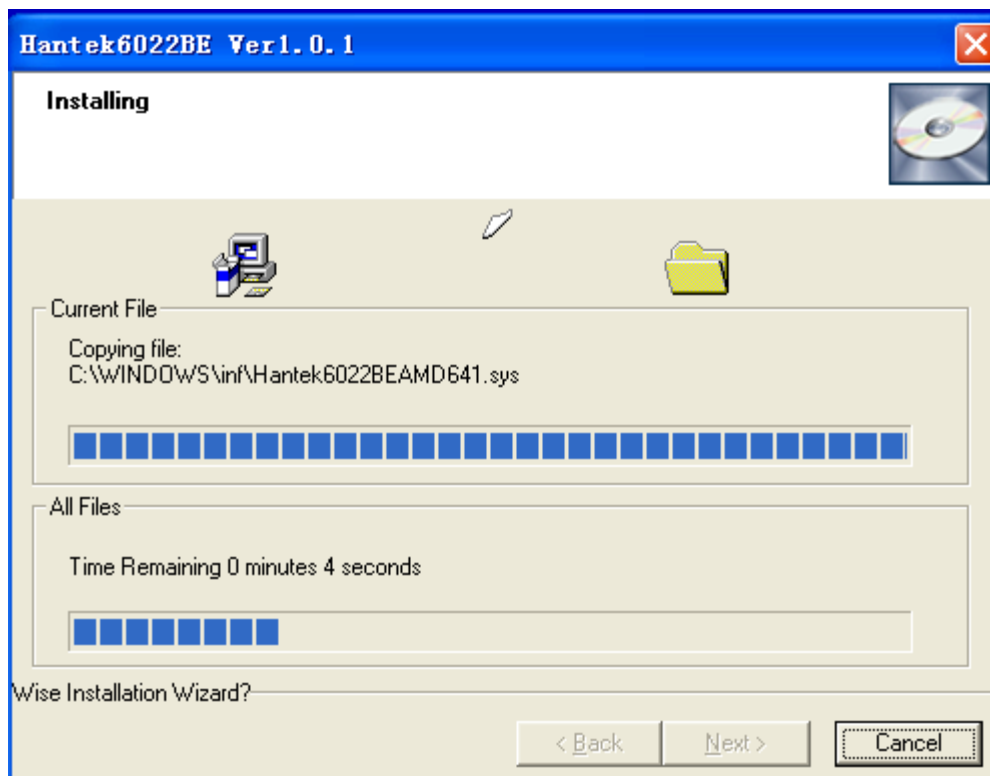 Hantek6022BE Ver1.0.1
Installing
Current File
Copying file:
C:\WINDOWS\inf\Hantek6022BEAMD641.sys
All Files
Time Remaining 0 minutes 4 seconds
Wise Installation Wizard?
< Back Next > Cancel